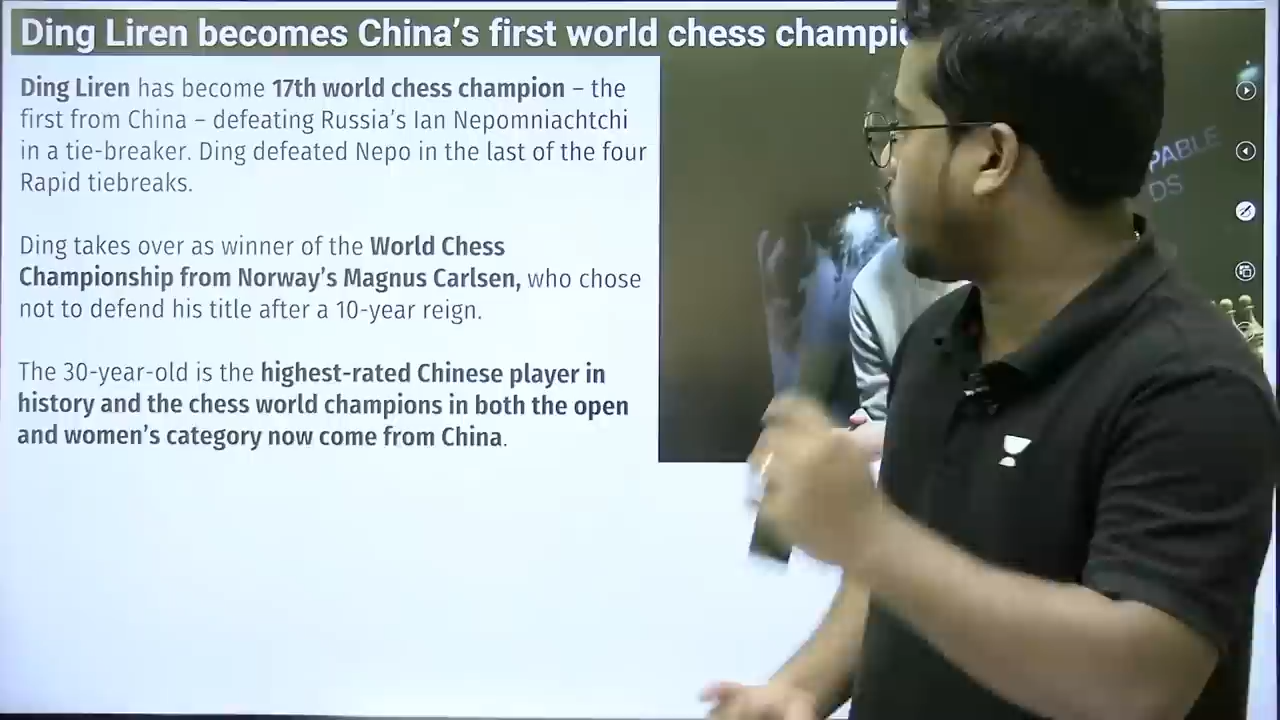 Ding Liren becomes China's first world chess
Ding Liren has become 17th world chess champion – the
first from China – defeating Russia's Ian Nepomniachtchi
in a tie-breaker. Ding defeated Nepo in the last of the four
Rapid tiebreaks.
Ding takes over as winner of the World Chess
Championship from Norway's Magnus Carlsen, who chose
not to defend his title after a 10-year reign.
The 30-year-old is the highest-rated Chinese player in
history and the chess world champions in both the open
and women's category now come from China.